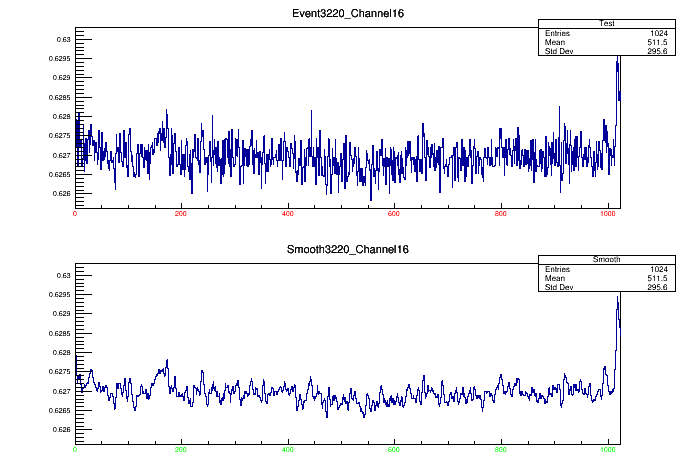 Event3220_Channel16
Test
Entries 1024
Mean 511.5
Std Dev 295.6
0.63
0.6295
0.629
0.6285
0.628
0.6275
0.627
0.6265
0.626
0 200 400 600 800 1000
Smooth3220_Channel16
Smooth
Entries 1024
Mean 511.5
Std Dev 295.6
0.63
0.6295
0.629
0.6285
0.628
0.6275
0.627
0.6265
0.626
0 200 400 600 800 1000